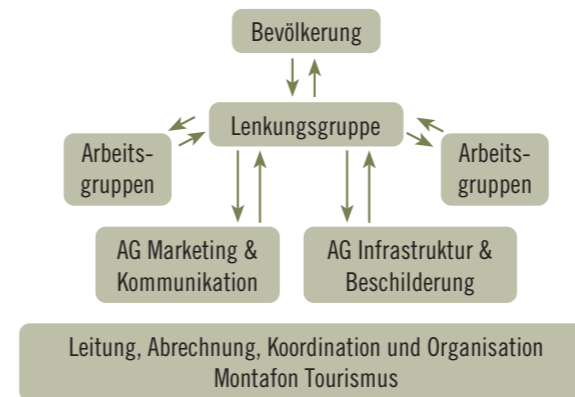 Bevölkerung
Lenkungsgruppe
Arbeits-
gruppen
Arbeits-
gruppen
AG Marketing &
Kommunikation
AG Infrastruktur &
Beschilderung
Leitung, Abrechnung, Koordination und Organisation
Montafon Tourismus